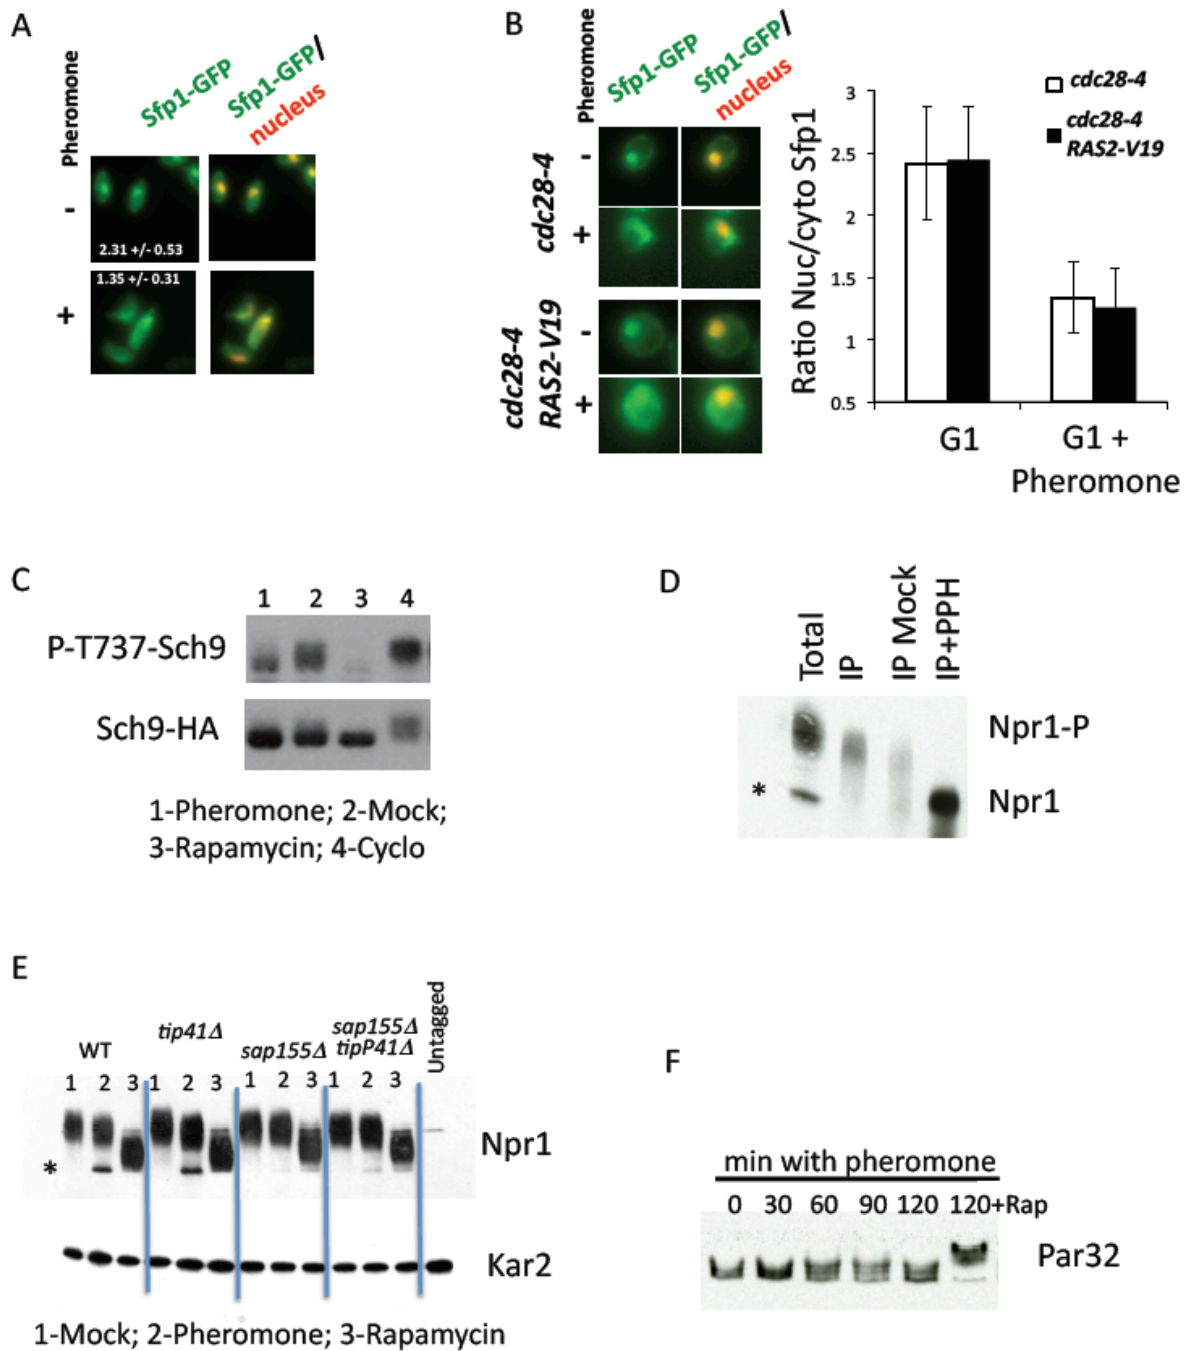 A
Pheromone
Sfp1-GFP
Sfp1-GFP/
nucleus
-
2.31 +/- 0.53
+
1.35 +/- 0.31
B
Pheromone
Sfp1-GFP
Sfp1-GFP/
nucleus
cdc28-4
-
+
cdc28-4
RAS2-V19
-
+
Ratio Nuc/cyto Sfp1
3
2.5
2
1.5
1
0.5
cdc28-4
cdc28-4
RAS2-V19
G1
G1 +
Pheromone
C
1 2 3 4
P-T737-Sch9
Sch9-HA
1-Pheromone; 2-Mock;
3-Rapamycin; 4-Cyclo
D
Total
IP
IP Mock
IP+PPH
Npr1-P
* Npr1
E
WT
tip41Δ
sap155Δ
sap155Δ
tipP41Δ
Untagged
1 2 3 1 2 3 1 2 3 1 2 3
Npr1
*
Kar2
1-Mock; 2-Pheromone; 3-Rapamycin
F
min with pheromone
0 30 60 90 120 120+Rap
Par32